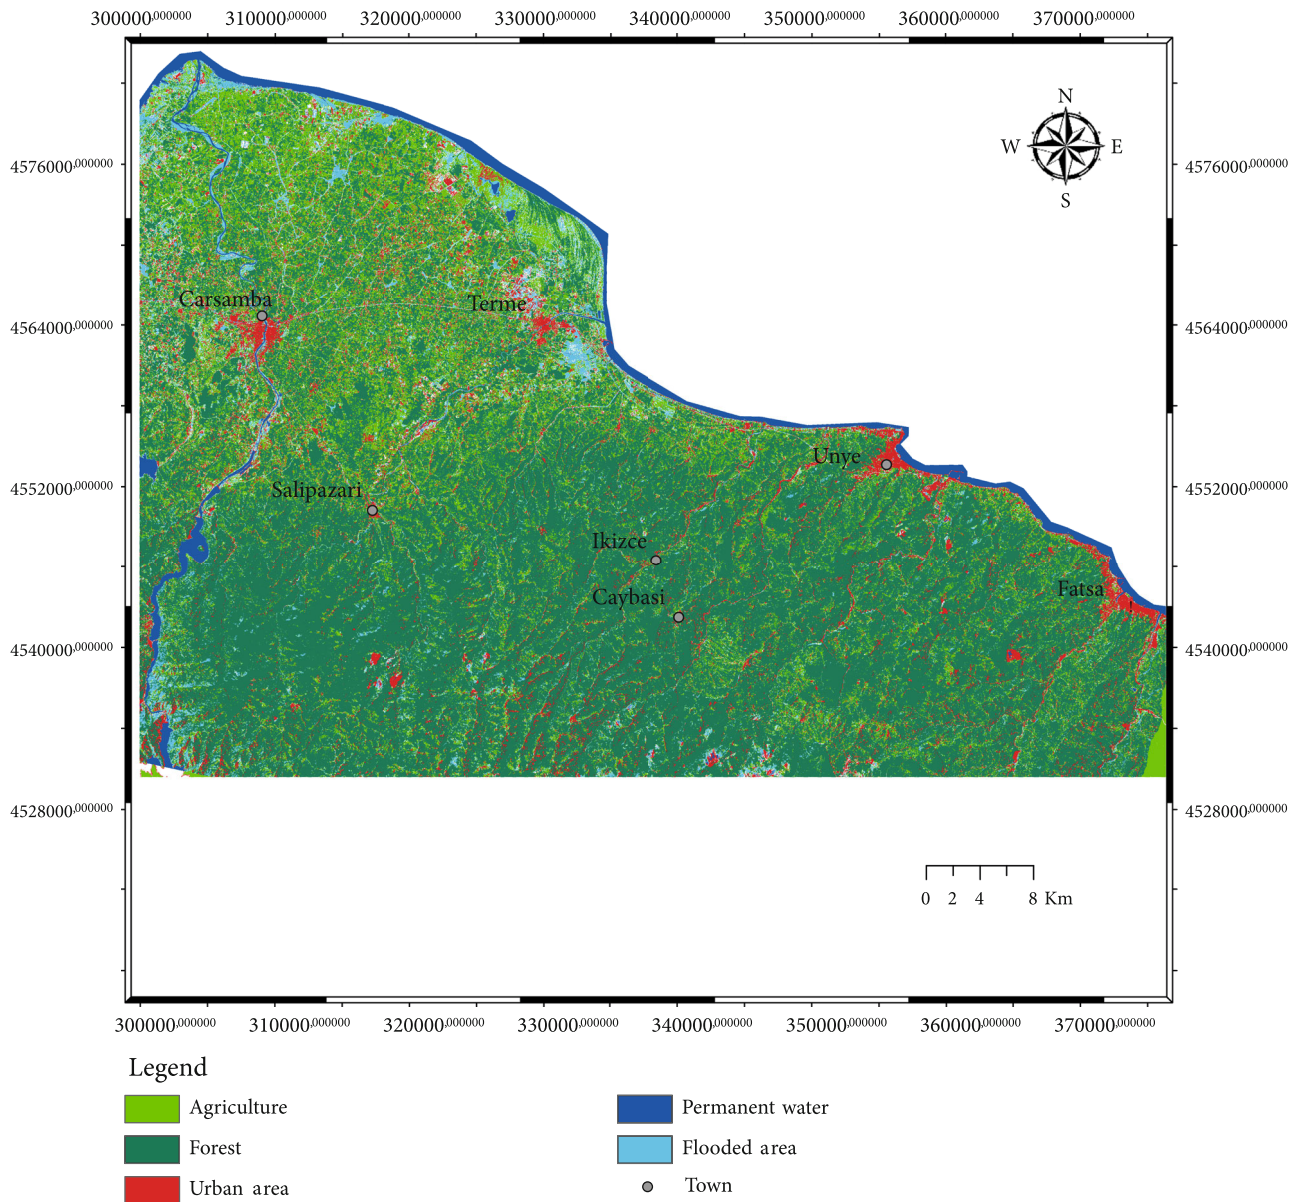 300000,000000 310000,000000 320000,000000 330000,000000 340000,000000 350000,000000 360000,000000 370000,000000
N
W E
S
4576000,000000 4576000,000000
Carsamba
Terme
4564000,000000 4564000,000000
Unye
4552000,000000 4552000,000000
Salipazari
Ikizce
Caybasi
Fatsa
4540000,000000 4540000,000000
4528000,000000 4528000,000000
0 2 4 8 Km
300000,000000 310000,000000 320000,000000 330000,000000 340000,000000 350000,000000 360000,000000 370000,000000
Legend
Agriculture
Forest
Urban area
Permanent water
Flooded area
Town